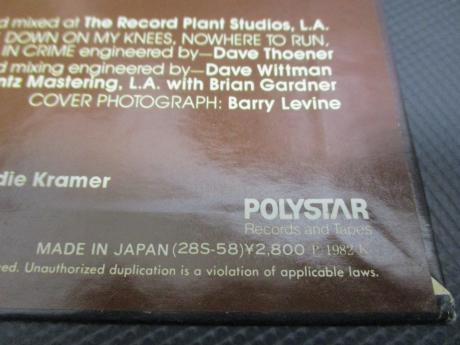 d mixed at The Record Plant Studios, L.A.
DOWN ON MY KNEES, NOWHERE TO RUN,
IN CRIME engineered by—Dave Thoener
d mixing engineered by—Dave Wittman
ntz Mastering, L.A. with Brian Gardner
COVER PHOTOGRAPH: Barry Levine
die Kramer
POLYSTAR
Records and Tapes
MADE IN JAPAN (28S-58)¥2,800 P-1982-K
ed. Unauthorized duplication is a violation of applicable laws.